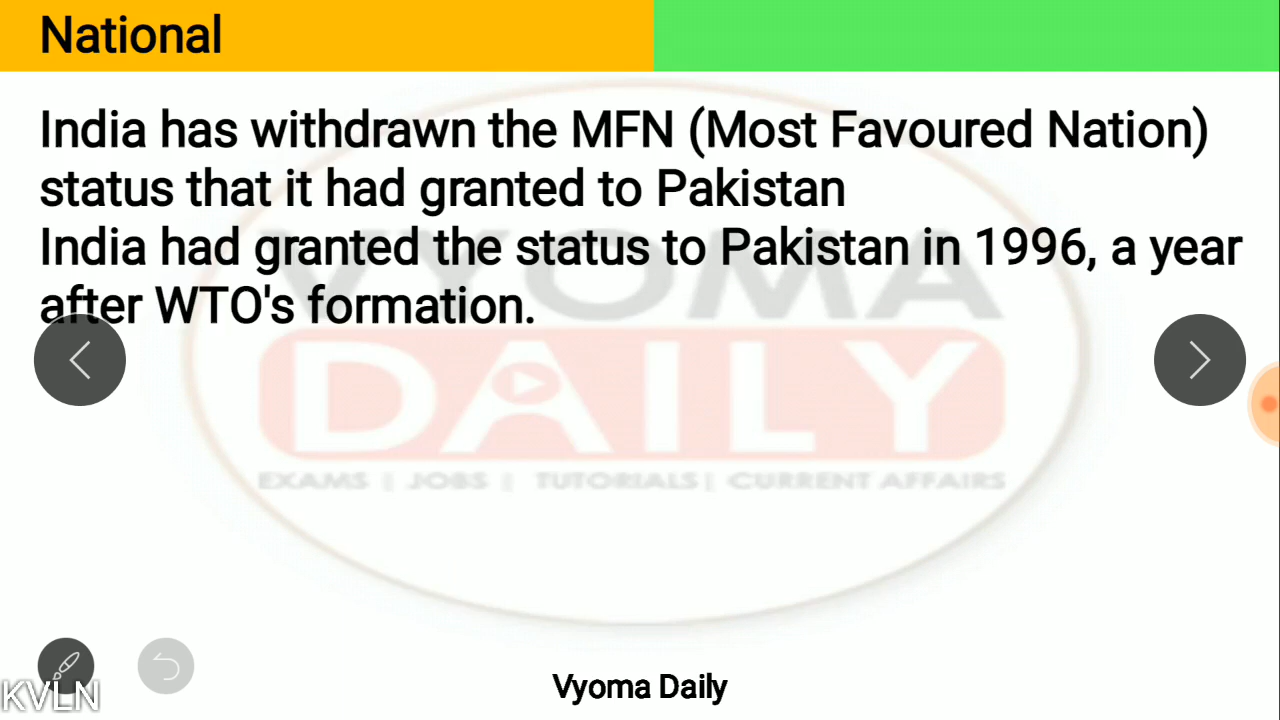 National
India has withdrawn the MFN (Most Favoured Nation)
status that it had granted to Pakistan
India had granted the status to Pakistan in 1996, a year
after WTO's formation.
VYOMA
DAILY
EXAMS | JOBS | TUTORIALS | CURRENT AFFAIRS
Vyoma Daily
KVLN